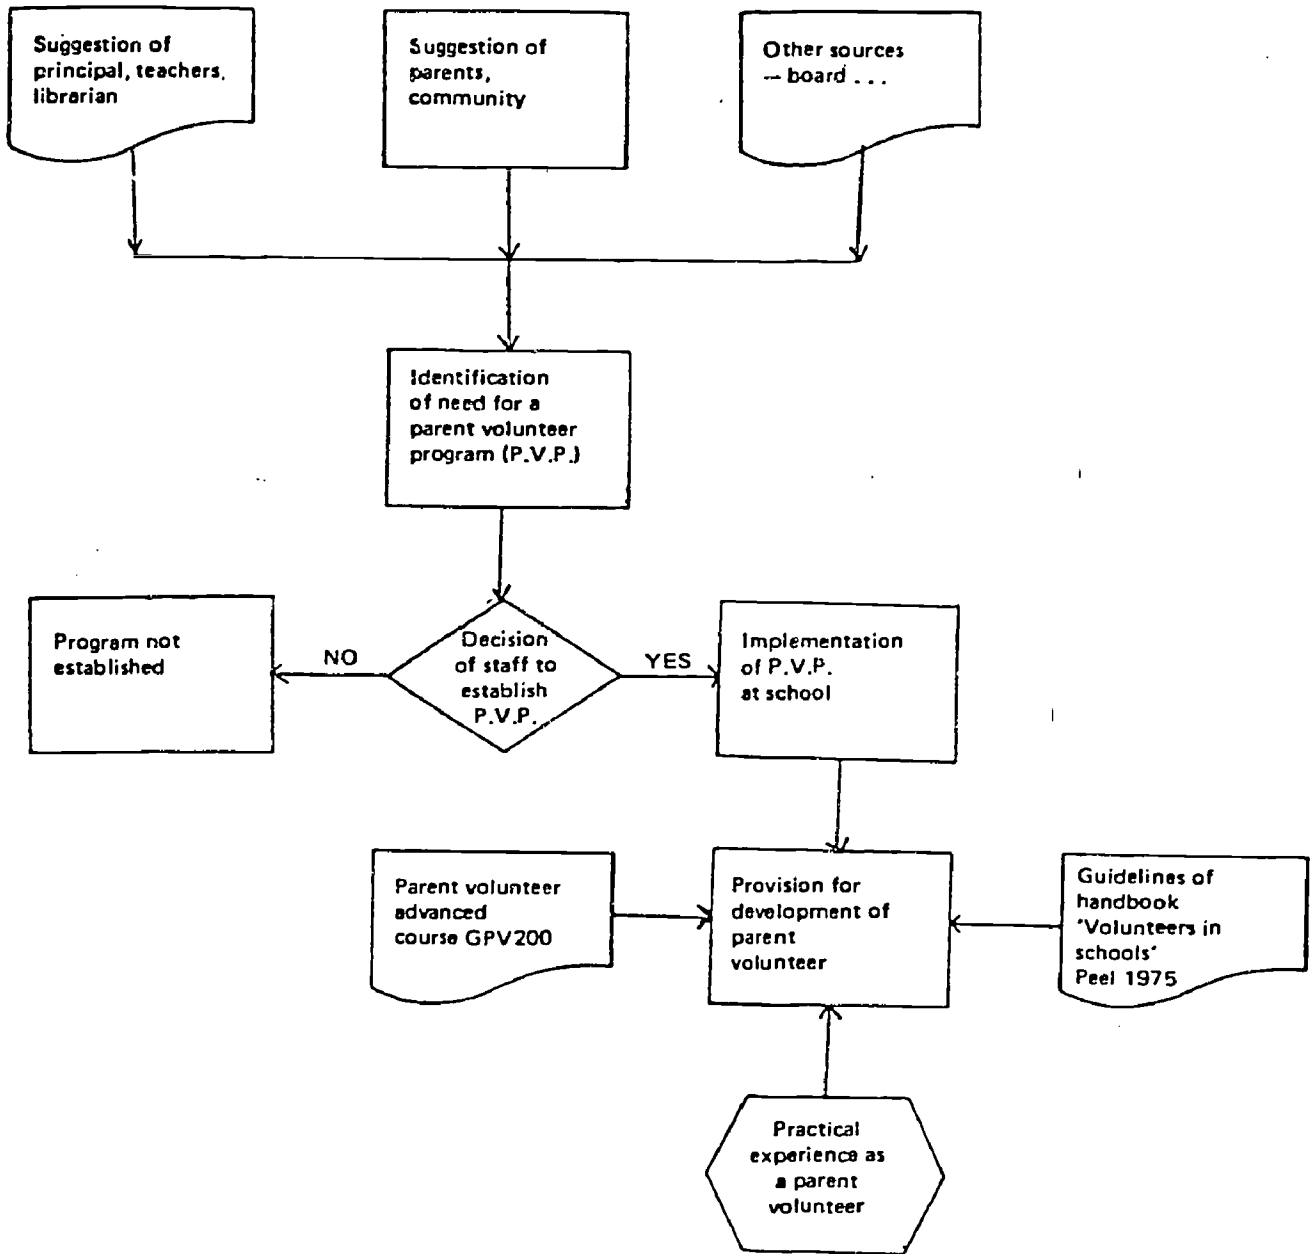 Suggestion of
principal, teachers,
librarian
Suggestion of
parents,
community
Other sources
— board . . .
Identification
of need for a
parent volunteer
program (P.V.P.)
Program not
established
NO
Decision
of staff to
establish
P.V.P.
YES
Implementation
of P.V.P.
at school
Parent volunteer
advanced
course GPV200
Provision for
development of
parent
volunteer
Guidelines of
handbook
'Volunteers in
schools'
Peel 1975
Practical
experience as
a parent
volunteer